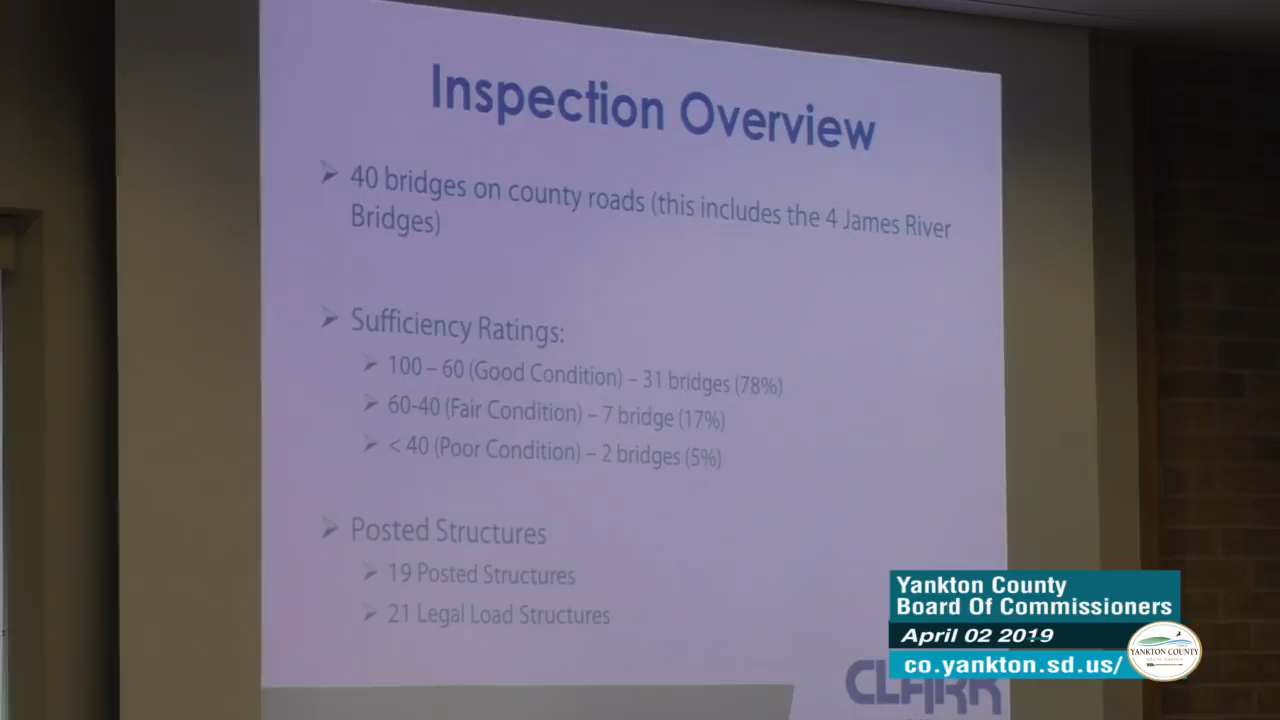 Inspection Overview
40 bridges on county roads (this includes the 4 James River
Bridges)
Sufficiency Ratings:
100 – 60 (Good Condition) – 31 bridges (78%)
60-40 (Fair Condition) – 7 bridge (17%)
< 40 (Poor Condition) – 2 bridges (5%)
Posted Structures
19 Posted Structures
21 Legal Load Structures
CLARK
Yankton County
Board Of Commissioners
April 02 2019
co.yankton.sd.us/
YANKTON COUNTY